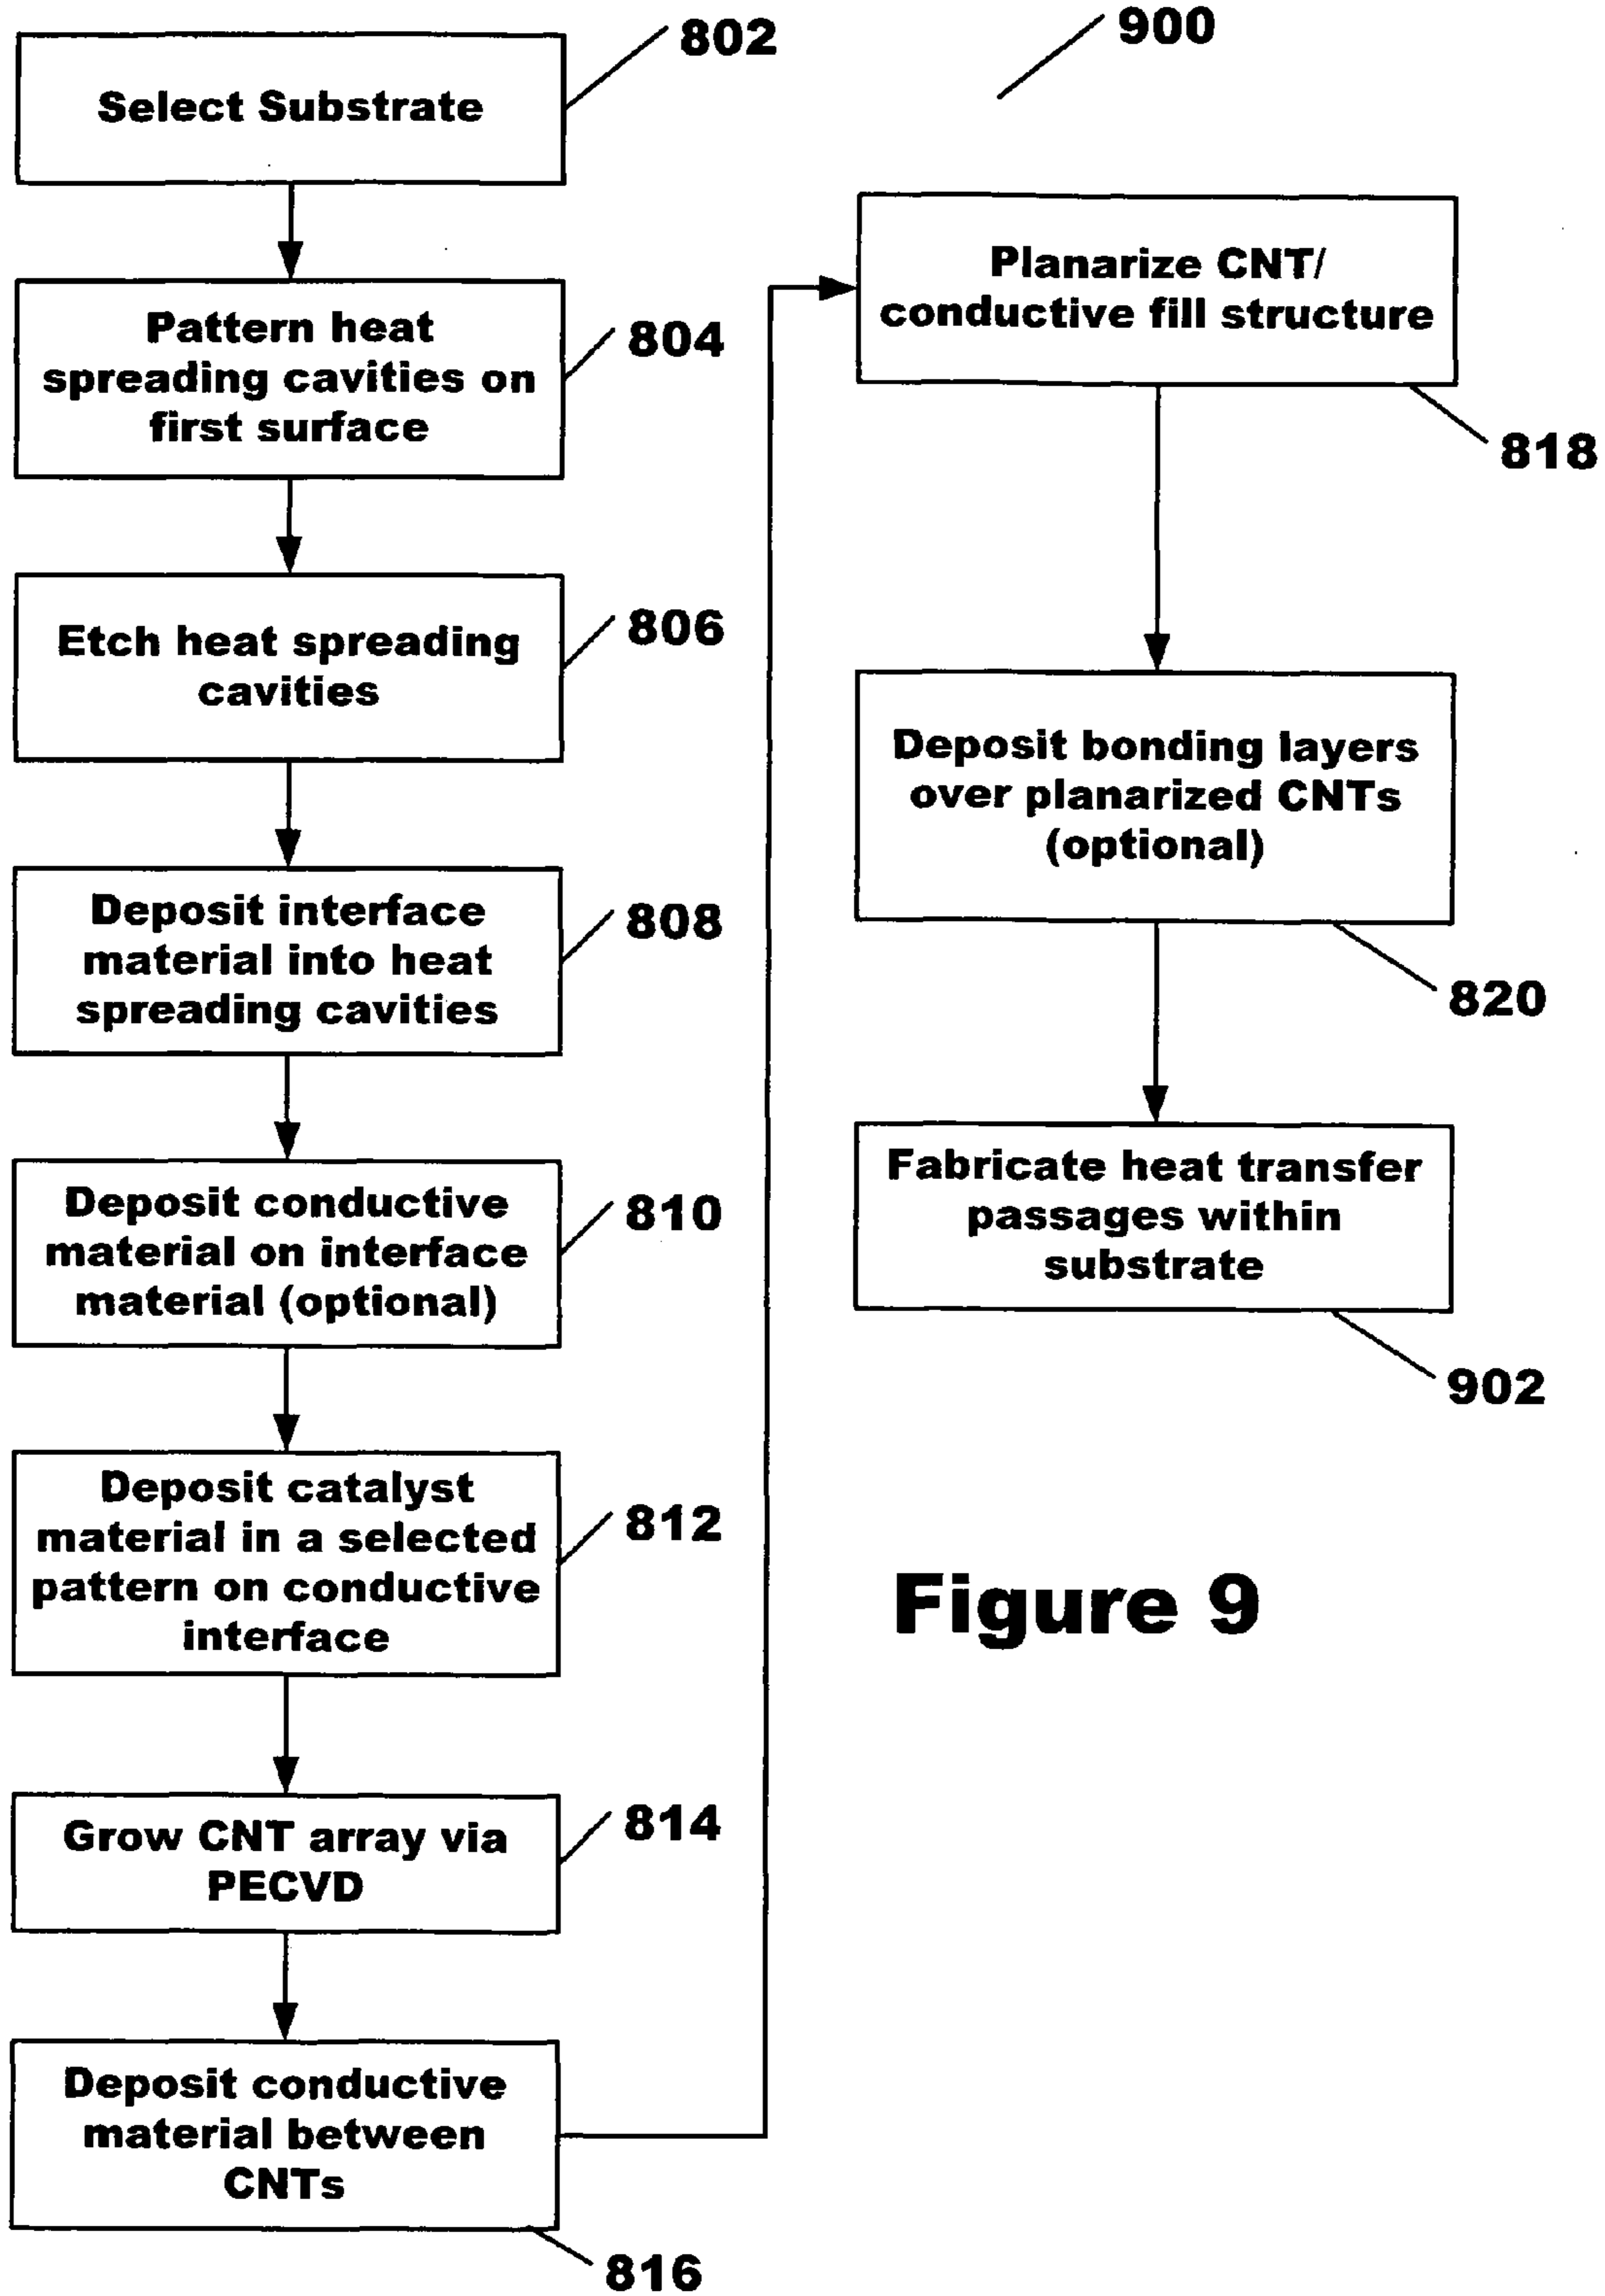 802
Select Substrate
Pattern heat
spreading cavities on
first surface
804
Etch heat spreading
cavities
806
Deposit interface
material into heat
spreading cavities
808
Deposit conductive
material on interface
material (optional)
810
Deposit catalyst
material in a selected
pattern on conductive
interface
812
Grow CNT array via
PECVD
814
Deposit conductive
material between
CNTs
816
900
Planarize CNT/
conductive fill structure
818
Deposit bonding layers
over planarized CNTs
(optional)
820
Fabricate heat transfer
passages within
substrate
902
Figure 9